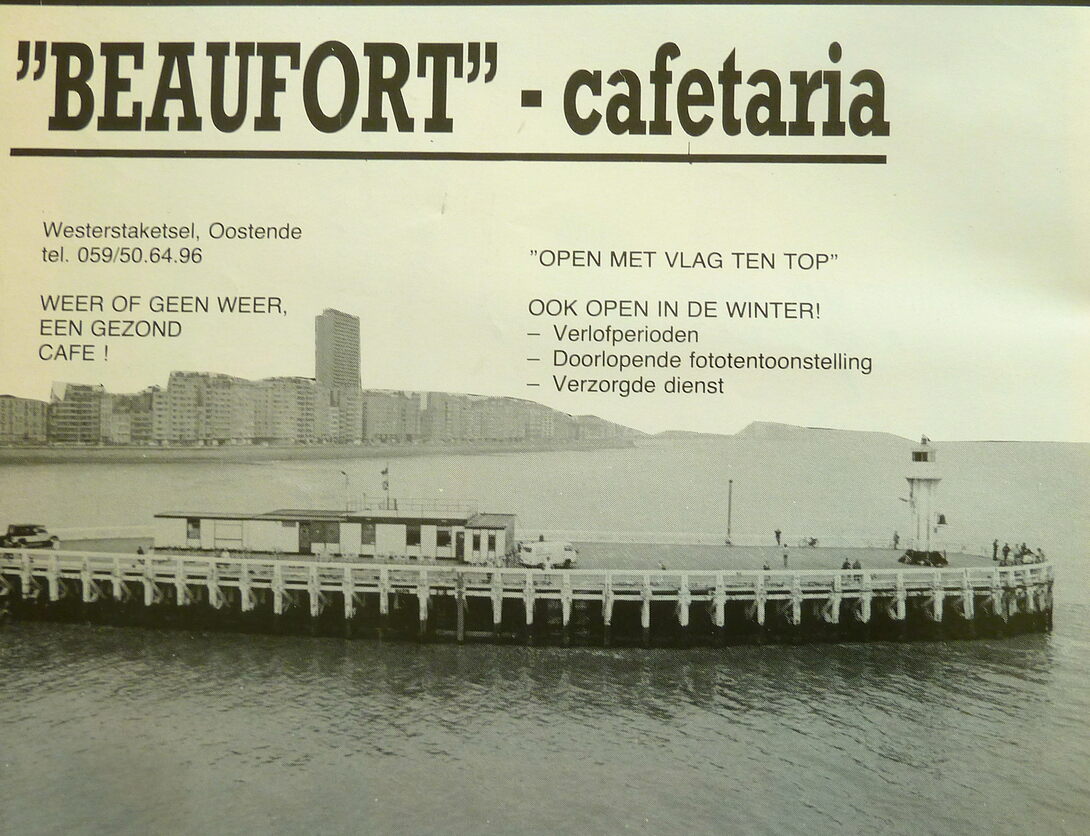 "BEAUFORT" - cafetaria
Westerstaketsel, Oostende
tel. 059/50.64.96
WEER OF GEEN WEER,
EEN GEZOND
CAFE !
"OPEN MET VLAG TEN TOP"
OOK OPEN IN DE WINTER!
– Verlofperioden
– Doorlopende fototentoonstelling
– Verzorgde dienst